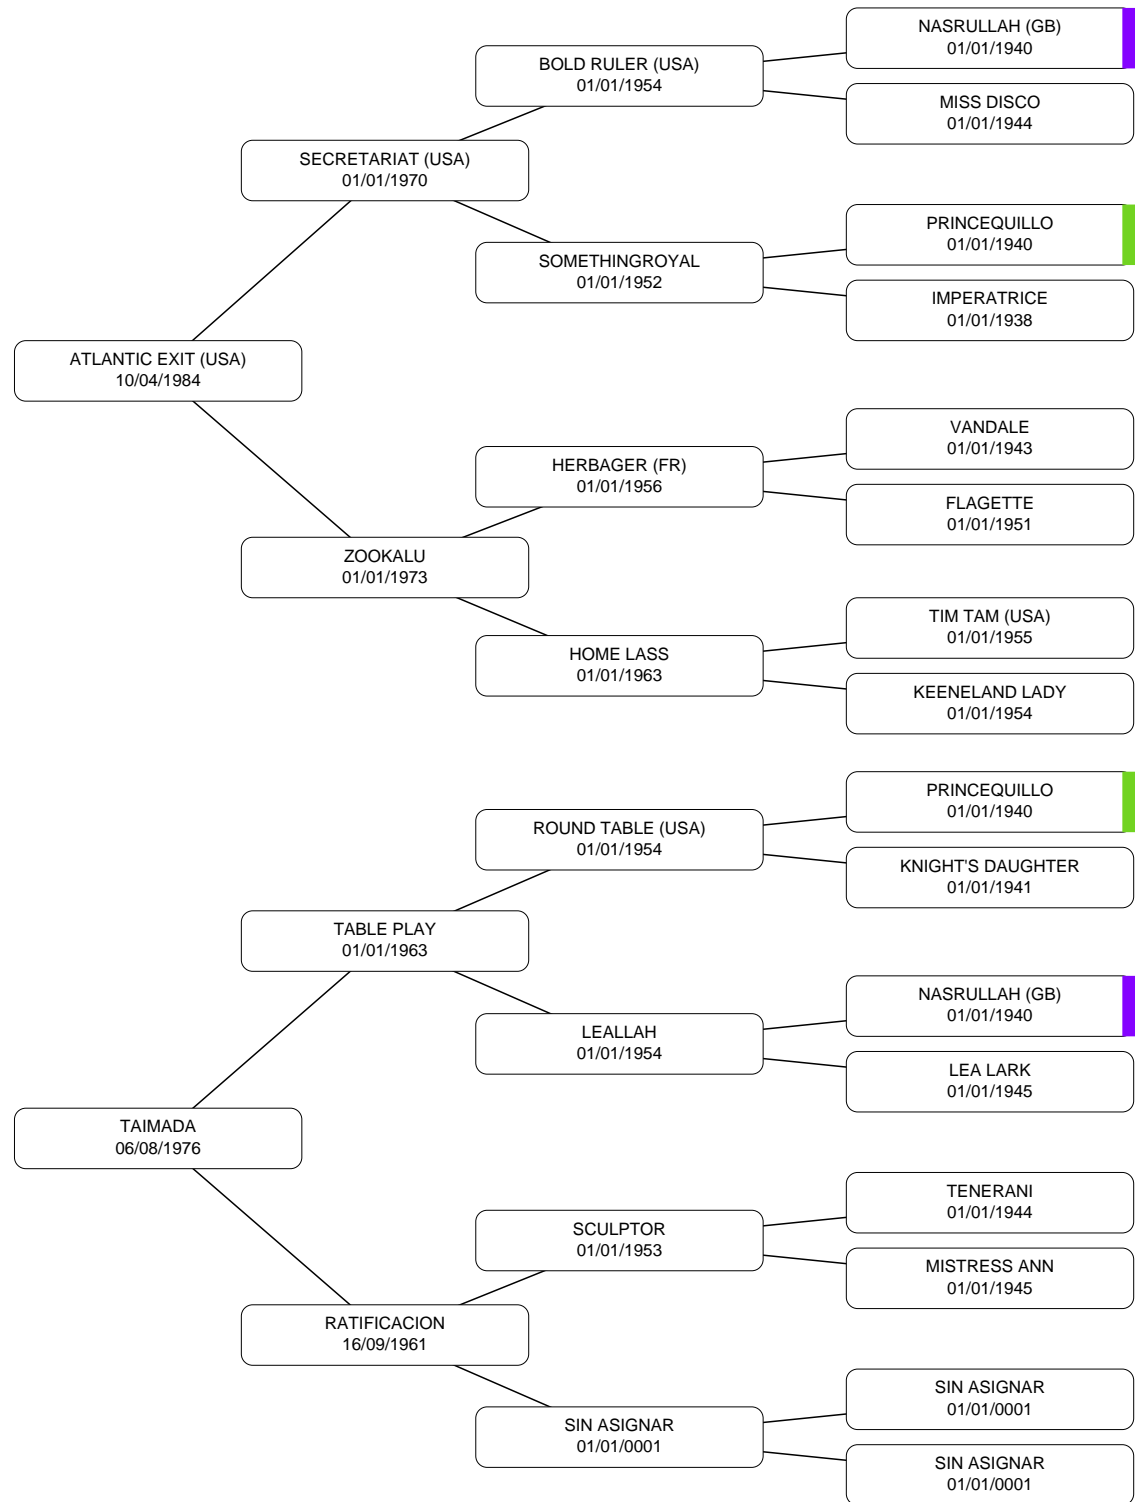 NASRULLAH (GB)
01/01/1940
BOLD RULER (USA)
01/01/1954
MISS DISCO
01/01/1944
SECRETARIAT (USA)
01/01/1970
PRINCEQUILLO
01/01/1940
SOMETHINGROYAL
01/01/1952
IMPERATRICE
01/01/1938
ATLANTIC EXIT (USA)
10/04/1984
VANDALE
01/01/1943
HERBAGER (FR)
01/01/1956
FLAGETTE
01/01/1951
ZOOKALU
01/01/1973
TIM TAM (USA)
01/01/1955
HOME LASS
01/01/1963
KEENELAND LADY
01/01/1954
PRINCEQUILLO
01/01/1940
ROUND TABLE (USA)
01/01/1954
KNIGHT'S DAUGHTER
01/01/1941
TABLE PLAY
01/01/1963
NASRULLAH (GB)
01/01/1940
LEALLAH
01/01/1954
LEA LARK
01/01/1945
TAIMADA
06/08/1976
TENERANI
01/01/1944
SCULPTOR
01/01/1953
MISTRESS ANN
01/01/1945
RATIFICACION
16/09/1961
SIN ASIGNAR
01/01/0001
SIN ASIGNAR
01/01/0001
SIN ASIGNAR
01/01/0001